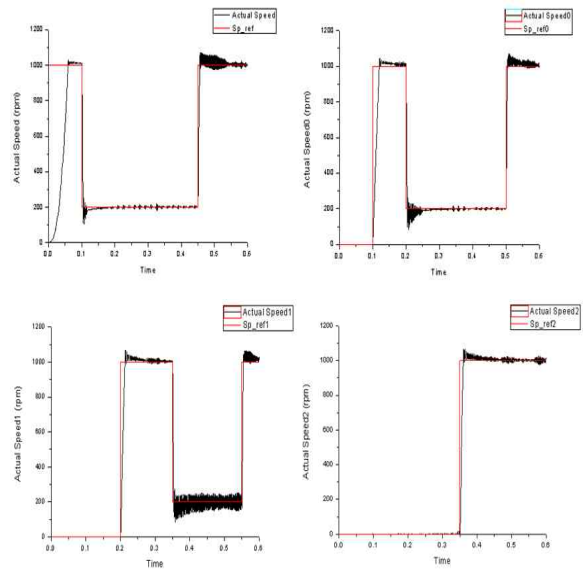 Actual Speed
Sp_ref
1200
1000
800
600
400
200
0
0.0 0.1 0.2 0.3 0.4 0.5 0.6
Actual Speed (rpm)
Time
Actual Speed0
Sp_ref0
1200
1000
800
600
400
200
0
0.0 0.1 0.2 0.3 0.4 0.5 0.6
Actual Speed0 (rpm)
Time
Actual Speed1
Sp_ref1
1200
1000
800
600
400
200
0
0.0 0.1 0.2 0.3 0.4 0.5 0.6
Actual Speed1 (rpm)
Time
Actual Speed2
Sp_ref2
1200
1000
800
600
400
200
0
0.0 0.1 0.2 0.3 0.4 0.5 0.6
Actual Speed2 (rpm)
Time